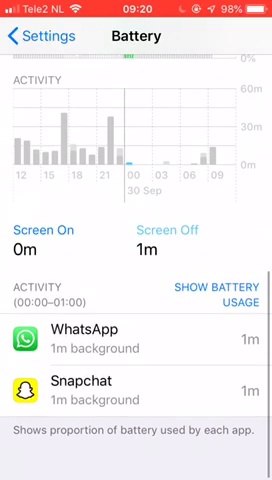 Tele2 NL 09:20 98%
Settings Battery
0%
ACTIVITY
60m
30m
0m
12 15 18 21 00 03 06 09
30 Sep
Screen On Screen Off
0m 1m
ACTIVITY SHOW BATTERY
(00:00–01:00) USAGE
WhatsApp
1m background 1m
Snapchat
1m background 1m
Shows proportion of battery used by each app.